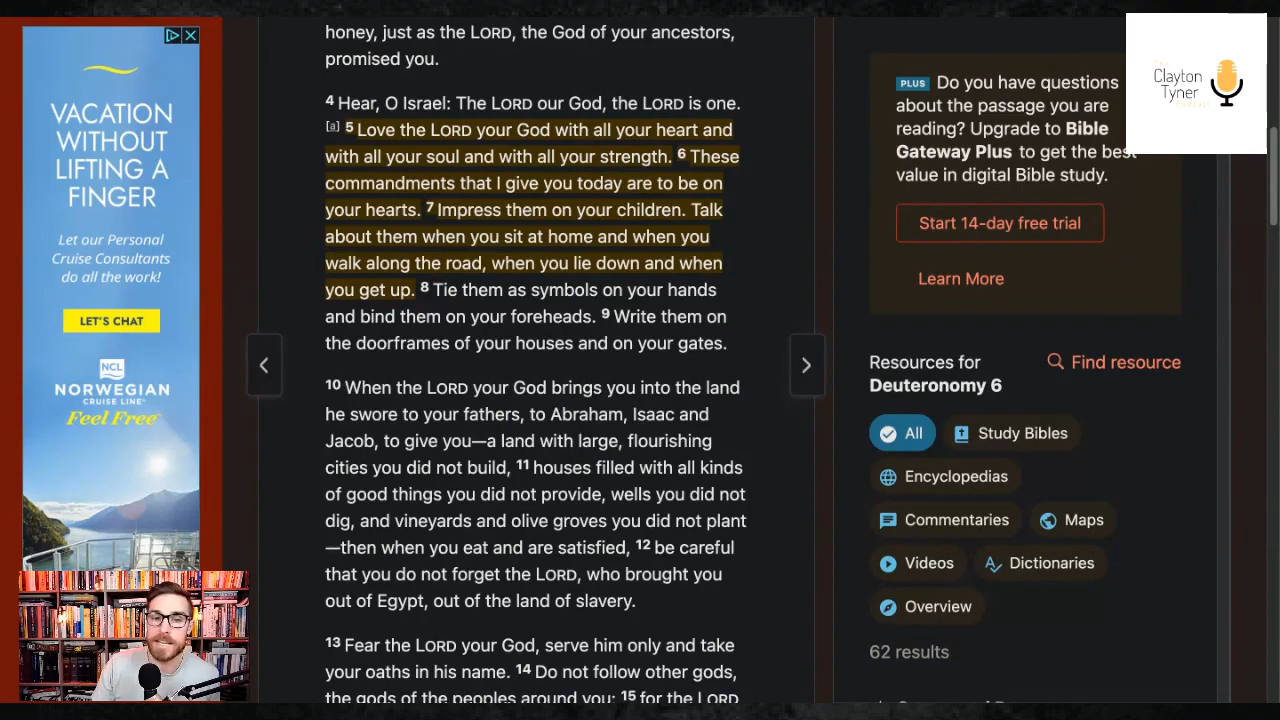 VACATION
WITHOUT
LIFTING A
FINGER
Let our Personal
Cruise Consultants
do all the work!
LET'S CHAT
NCL
NORWEGIAN
CRUISE LINE®
Feel Free™
honey, just as the LORD, the God of your ancestors,
promised you.
4 Hear, O Israel: The LORD our God, the LORD is one.
[a] 5 Love the LORD your God with all your heart and
with all your soul and with all your strength. 6 These
commandments that I give you today are to be on
your hearts. 7 Impress them on your children. Talk
about them when you sit at home and when you
walk along the road, when you lie down and when
you get up. 8 Tie them as symbols on your hands
and bind them on your foreheads. 9 Write them on
the doorframes of your houses and on your gates.
10 When the LORD your God brings you into the land
he swore to your fathers, to Abraham, Isaac and
Jacob, to give you—a land with large, flourishing
cities you did not build, 11 houses filled with all kinds
of good things you did not provide, wells you did not
dig, and vineyards and olive groves you did not plant
—then when you eat and are satisfied, 12 be careful
that you do not forget the LORD, who brought you
out of Egypt, out of the land of slavery.
13 Fear the LORD your God, serve him only and take
your oaths in his name. 14 Do not follow other gods,
the gods of the peoples around you; 15 for the LORD
The
Clayton
Tyner
Podcast
PLUS Do you have questions
about the passage you are
reading? Upgrade to Bible
Gateway Plus to get the best
value in digital Bible study.
Start 14-day free trial
Learn More
Resources for
Deuteronomy 6
Find resource
All
Study Bibles
Encyclopedias
Commentaries
Maps
Videos
Dictionaries
Overview
62 results